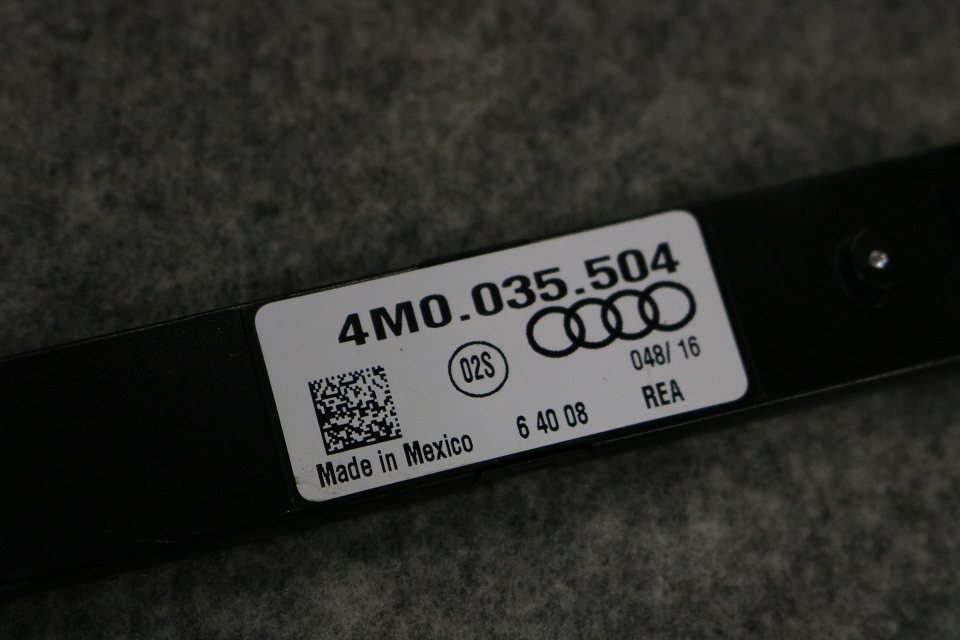 4M0.035.504
02S
048/ 16
6 40 08
REA
Made in Mexico